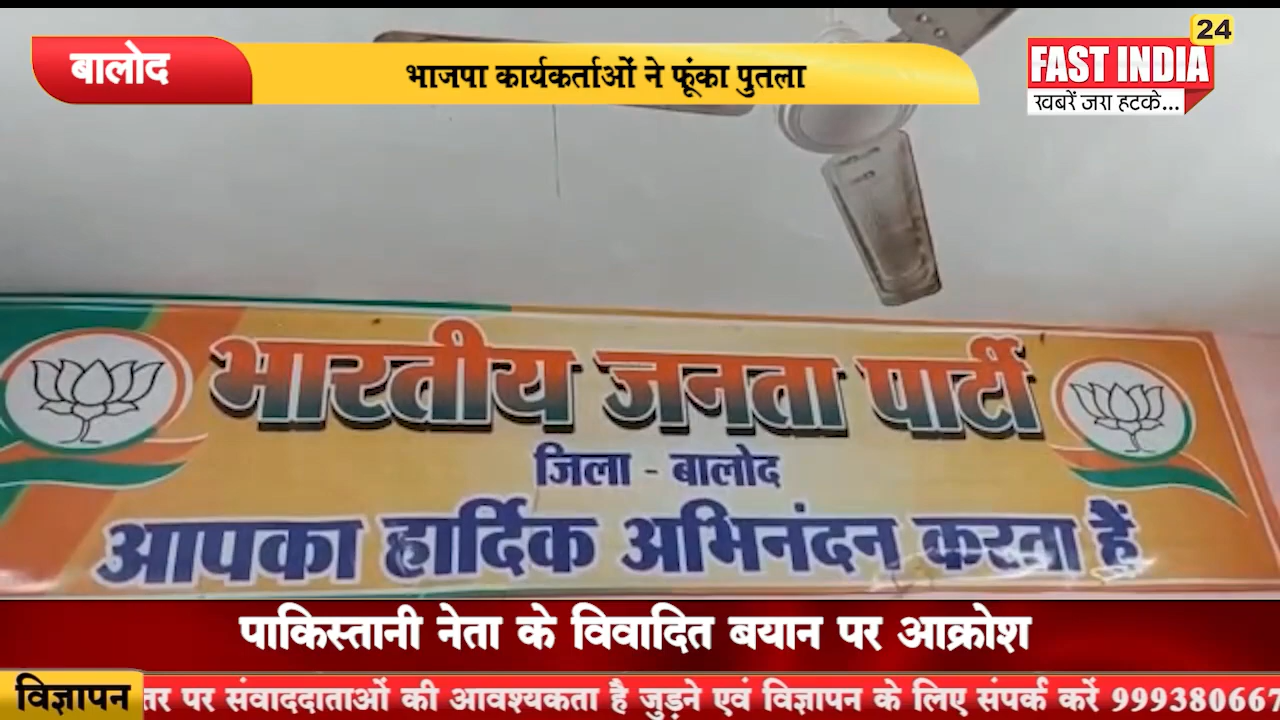 बालोद
भाजपा कार्यकर्ताओं ने फूंका पुतला
24
FAST INDIA
खबरें जरा हटके...
भारतीय जनता पार्टी
जिला - बालोद
आपका हार्दिक अभिनंदन करता हैं
पाकिस्तानी नेता के विवादित बयान पर आक्रोश
विज्ञापन
तर पर संवाददाताओं की आवश्यकता है जुड़ने एवं विज्ञापन के लिए संपर्क करें 999380667